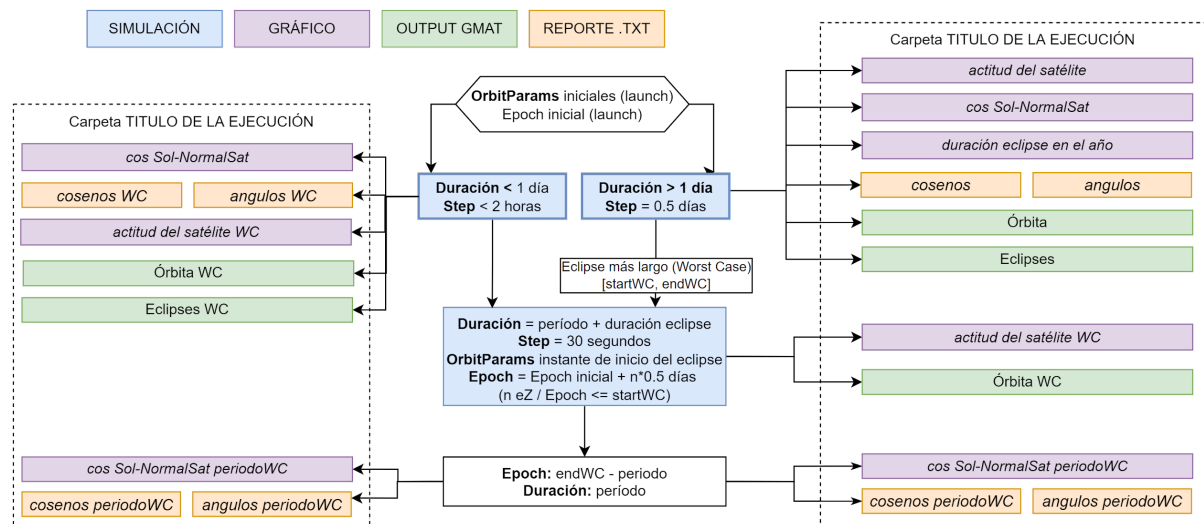 SIMULACIÓN
GRÁFICO
OUTPUT GMAT
REPORTE .TXT
OrbitParams iniciales (launch)
Epoch inicial (launch)
Carpeta TITULO DE LA EJECUCIÓN
cos Sol-NormalSat
cosenos WC
angulos WC
actitud del satélite WC
Órbita WC
Eclipses WC
cos Sol-NormalSat periodoWC
cosenos periodoWC
angulos periodoWC
Duración < 1 día
Step < 2 horas
Duración > 1 día
Step = 0.5 días
Eclipse más largo (Worst Case)
[startWC, endWC]
Duración = período + duración eclipse
Step = 30 segundos
OrbitParams instante de inicio del eclipse
Epoch = Epoch inicial + n*0.5 días
(n eZ / Epoch <= startWC)
Epoch: endWC - periodo
Duración: período
Carpeta TITULO DE LA EJECUCIÓN
actitud del satélite
cos Sol-NormalSat
duración eclipse en el año
cosenos
angulos
Órbita
Eclipses
actitud del satélite WC
Órbita WC
cos Sol-NormalSat periodoWC
cosenos periodoWC
angulos periodoWC